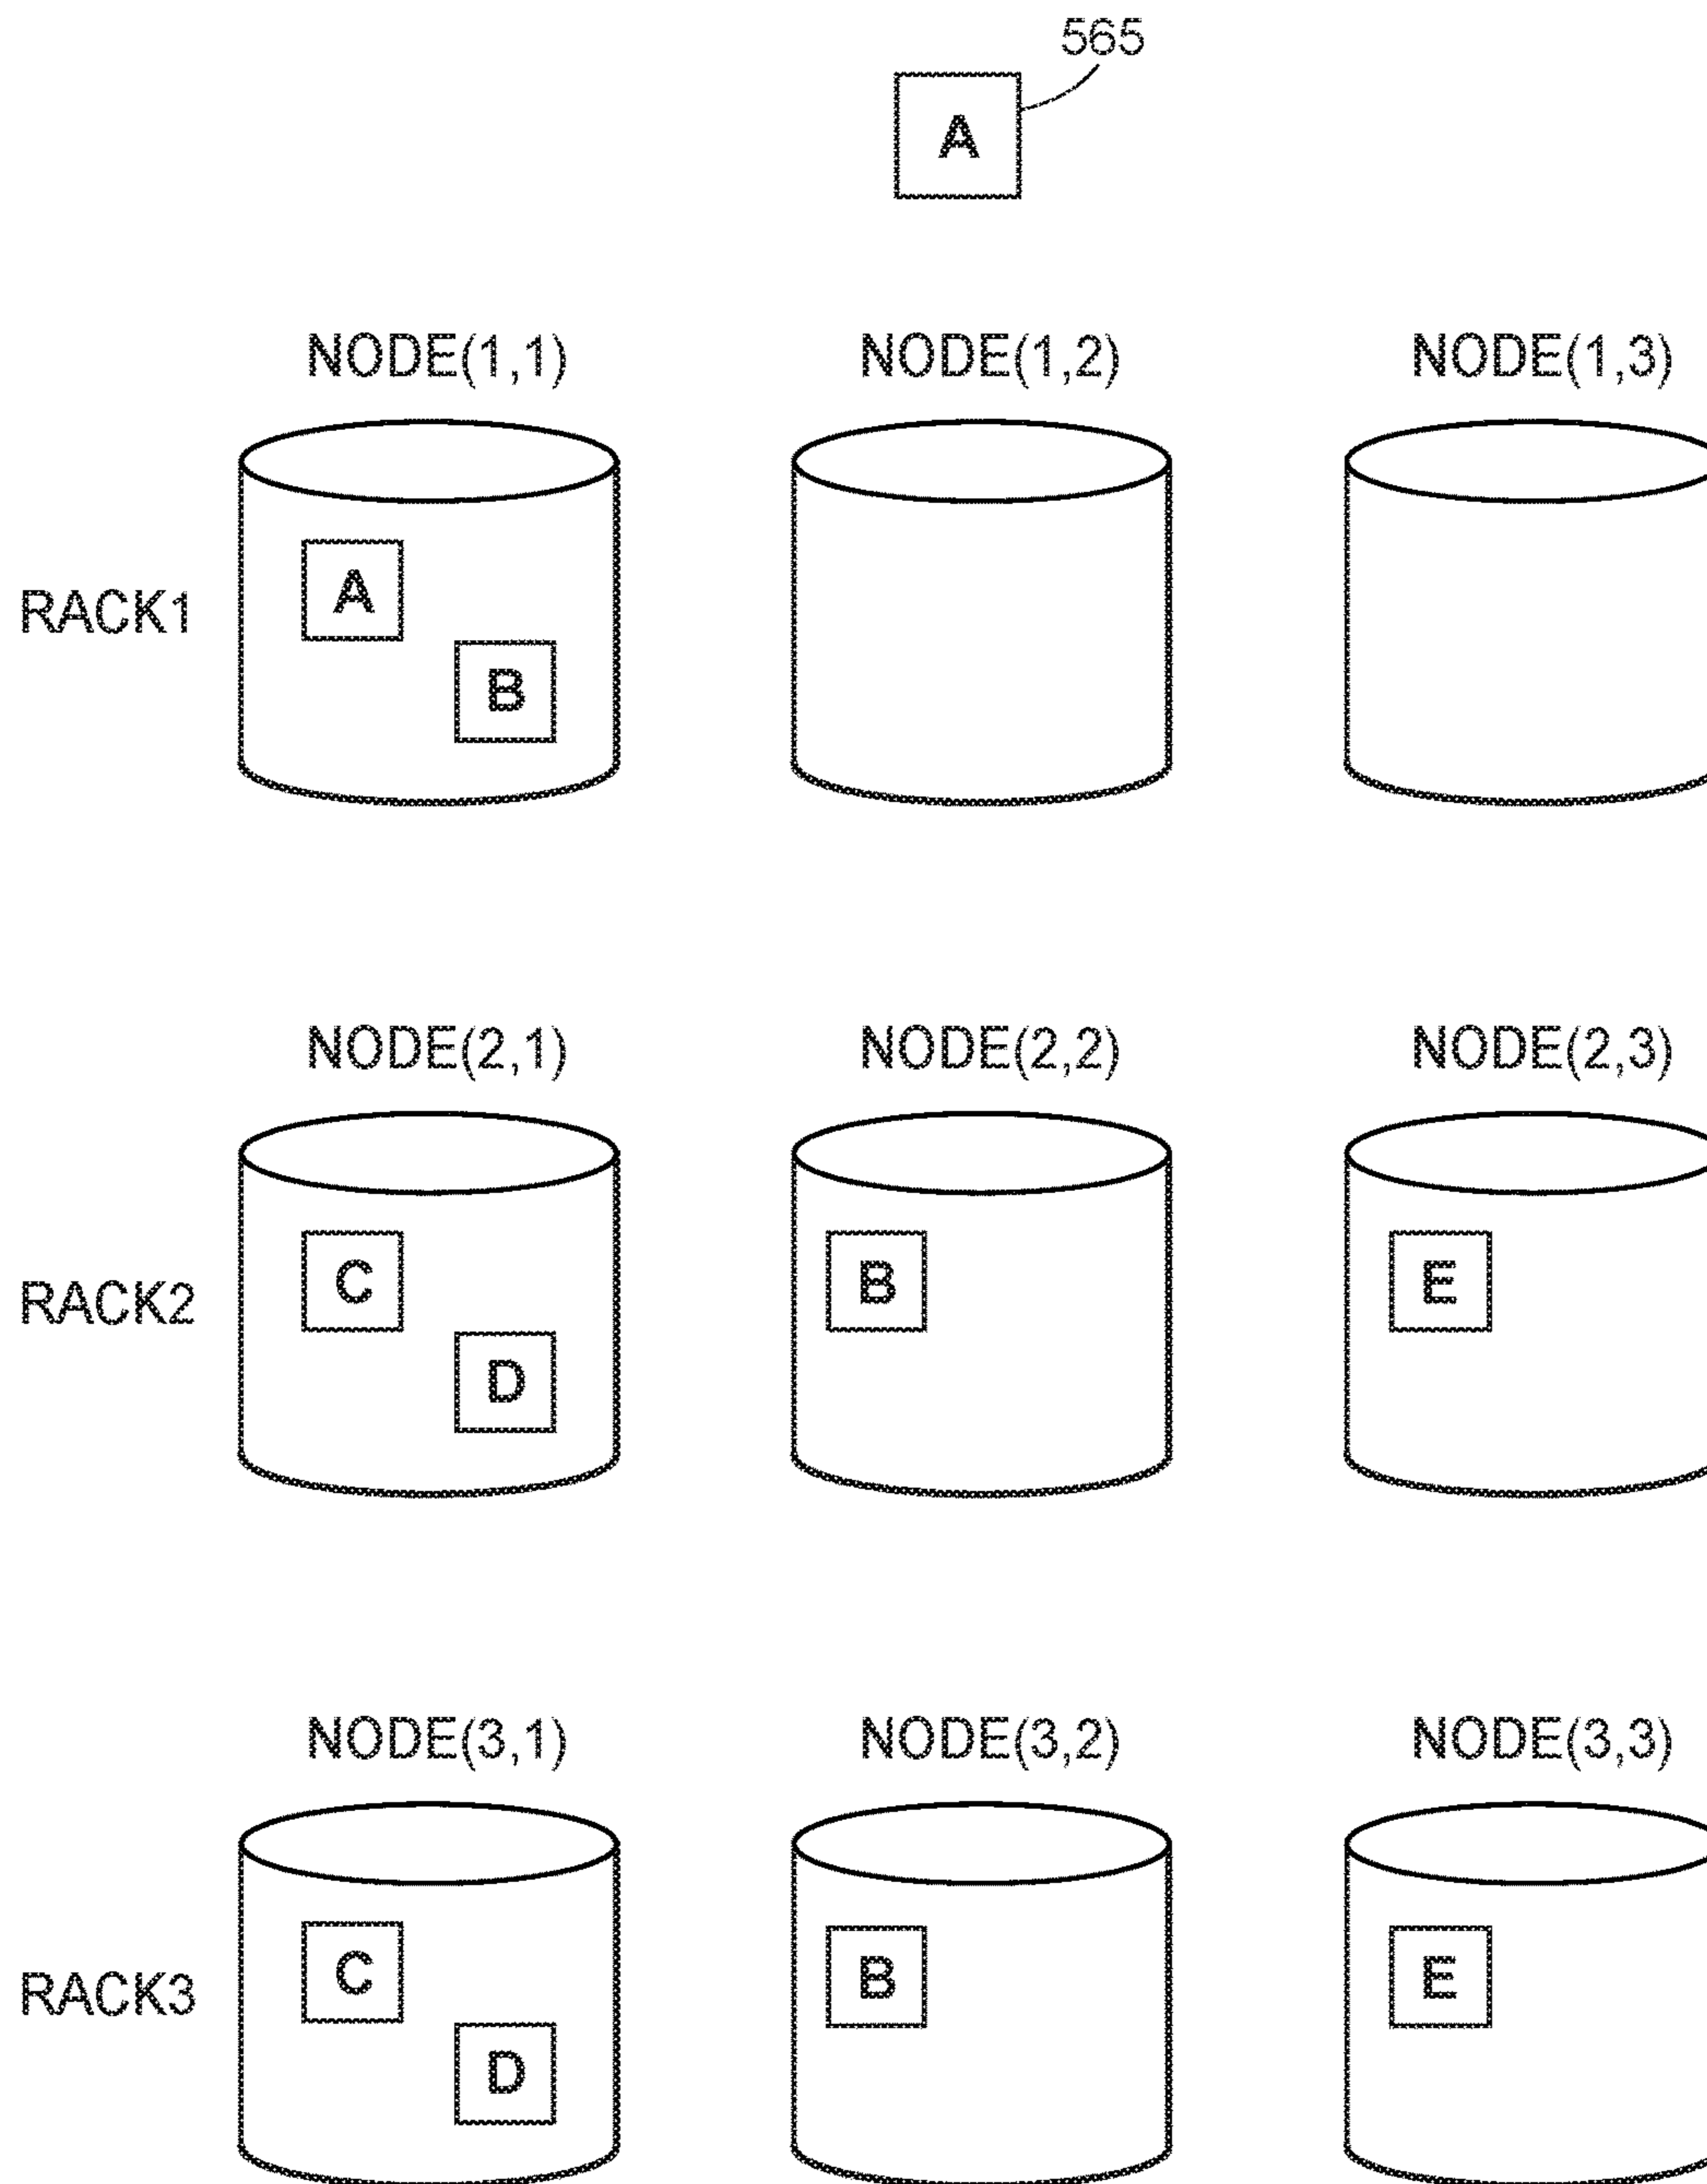 565
A
NODE(1,1) NODE(1,2) NODE(1,3)
RACK1
A
B
NODE(2,1) NODE(2,2) NODE(2,3)
RACK2
C B E
D
NODE(3,1) NODE(3,2) NODE(3,3)
RACK3
C B E
D